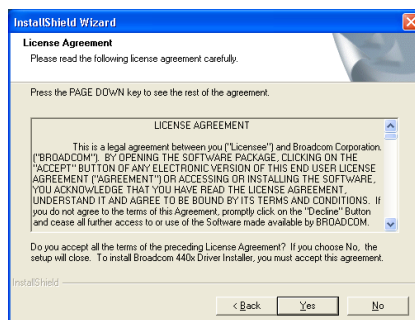 InstallShield Wizard
License Agreement
Please read the following license agreement carefully.
Press the PAGE DOWN key to see the rest of the agreement.
LICENSE AGREEMENT
This is a legal agreement between you ("Licensee") and Broadcom Corporation
("BROADCOM"). BY OPENING THE SOFTWARE PACKAGE, CLICKING ON THE
"ACCEPT" BUTTON OF ANY ELECTRONIC VERSION OF THIS END USER LICENSE
AGREEMENT ("AGREEMENT") OR ACCESSING OR INSTALLING THE SOFTWARE,
YOU ACKNOWLEDGE THAT YOU HAVE READ THE LICENSE AGREEMENT,
UNDERSTAND IT AND AGREE TO BE BOUND BY ITS TERMS AND CONDITIONS. If
you do not agree to the terms of this Agreement, promptly click on the "Decline" Button
and cease all further access to or use of the Software made available by BROADCOM.
Do you accept all the terms of the preceding License Agreement? If you choose No, the
setup will close. To install Broadcom 440x Driver Installer, you must accept this agreement.
InstallShield
< Back
Yes
No